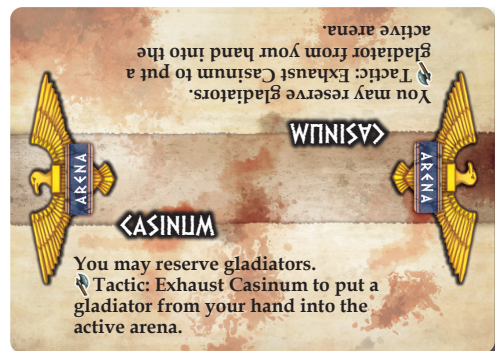 You may reserve gladiators.
Tactic: Exhaust Casinum to put a
gladiator from your hand into the
active arena.
CASINUM
ARENA
ARENA
CASINUM
You may reserve gladiators.
Tactic: Exhaust Casinum to put a
gladiator from your hand into the
active arena.